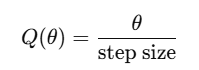 Q(θ) = θ / step size